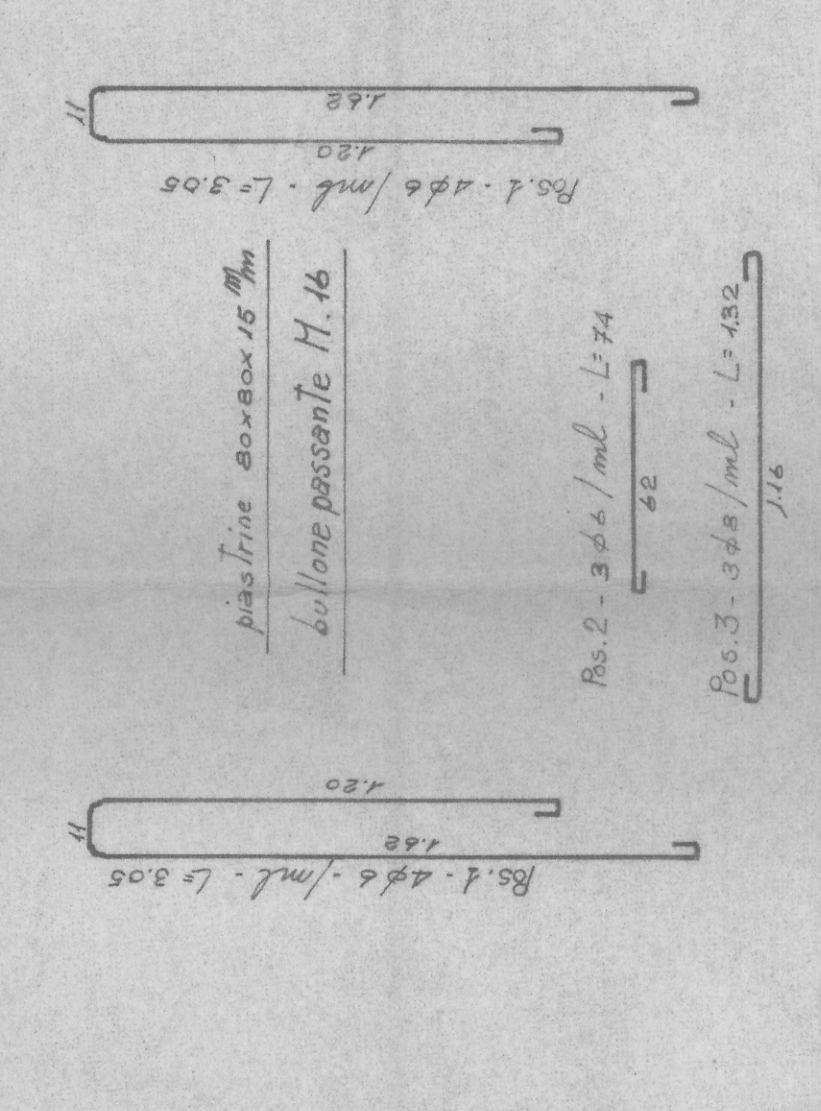 11
1.62
1.20
Pos.1 - 4ϕ6 /ml - L=3.05
piastrine 80x80x15 m/m
bullone passante M.16
Pos.2 - 3ϕ6 / ml - L=74
62
Pos.3 - 3ϕ8 / ml - L=1.32
1.16
1.20
11
1.62
Pos.1 - 4ϕ6 - /ml - L=3.05